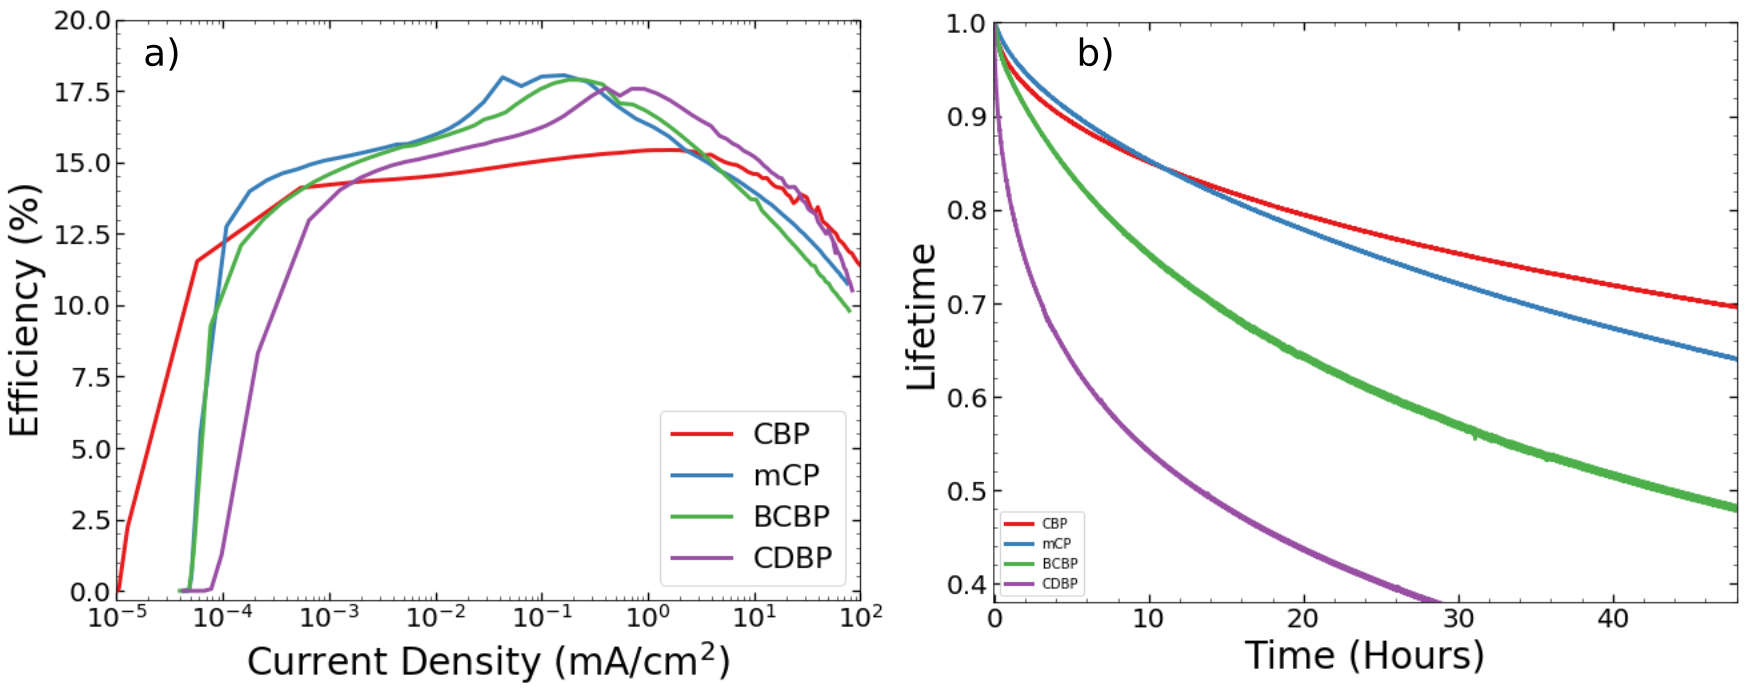 a)
20.0
17.5
15.0
12.5
10.0
7.5
5.0
2.5
0.0
Efficiency (%)
CBP
mCP
BCBP
CDBP
10⁻⁵ 10⁻⁴ 10⁻³ 10⁻² 10⁻¹ 10⁰ 10¹ 10²
Current Density (mA/cm²)
b)
1.0
0.9
0.8
0.7
0.6
0.5
0.4
Lifetime
CBP
mCP
BCBP
CDBP
0 10 20 30 40
Time (Hours)